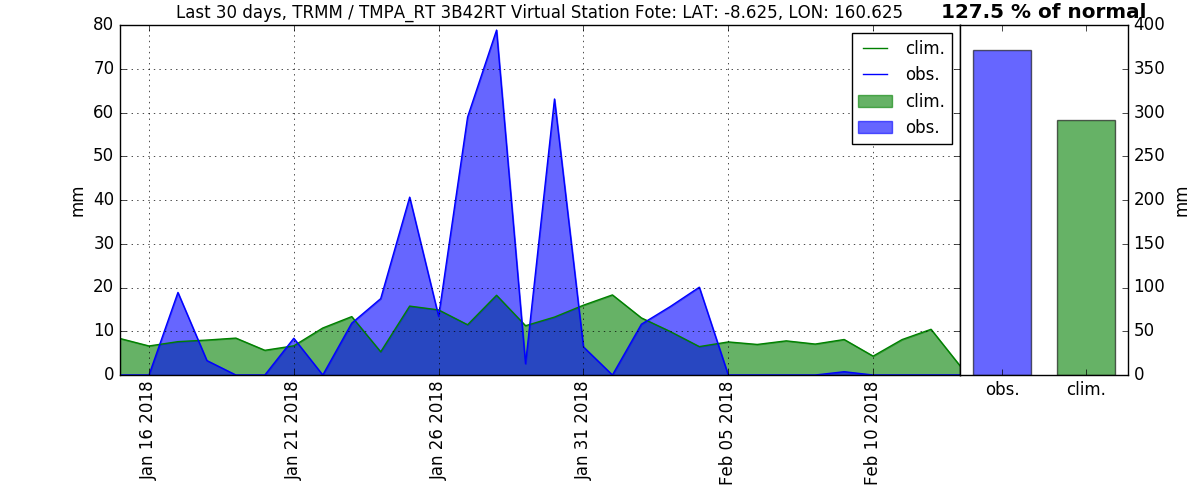 Last 30 days, TRMM / TMPA_RT 3B42RT Virtual Station Fote: LAT: -8.625, LON: 160.625
127.5 % of normal
80
70
60
50
40
30
20
10
0
mm
clim.
obs.
clim.
obs.
400
350
300
250
200
150
100
50
0
mm
Jan 16 2018
Jan 21 2018
Jan 26 2018
Jan 31 2018
Feb 05 2018
Feb 10 2018
obs.
clim.